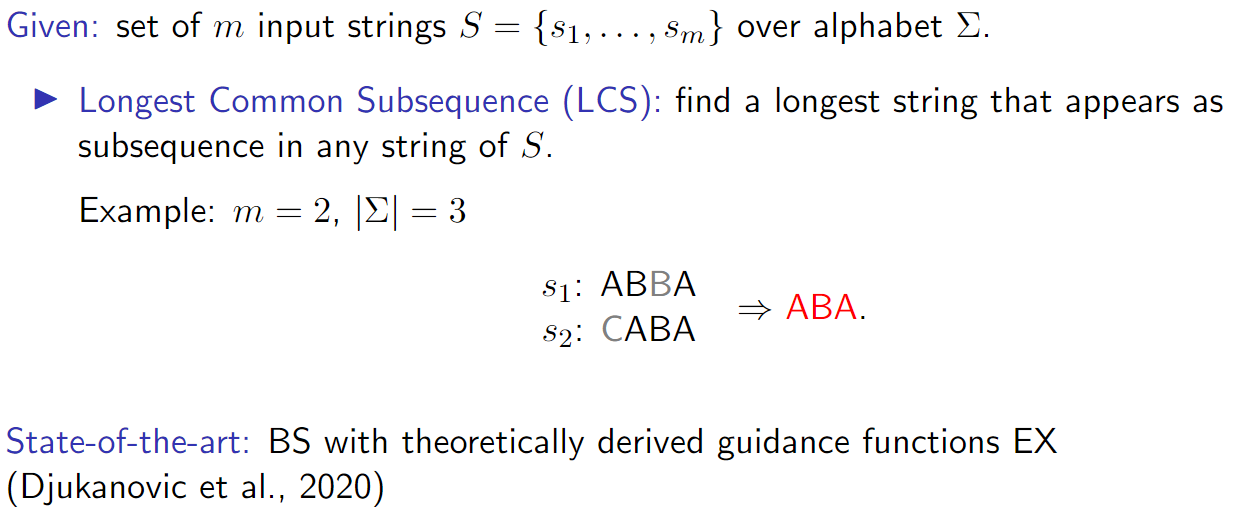 Given: set of m input strings S = {s₁, . . . , sₘ} over alphabet Σ.
▶ Longest Common Subsequence (LCS): find a longest string that appears as
subsequence in any string of S.
Example: m = 2, |Σ| = 3
s₁: ABBA
⇒ ABA.
s₂: CABA
State-of-the-art: BS with theoretically derived guidance functions EX
(Djukanovic et al., 2020)